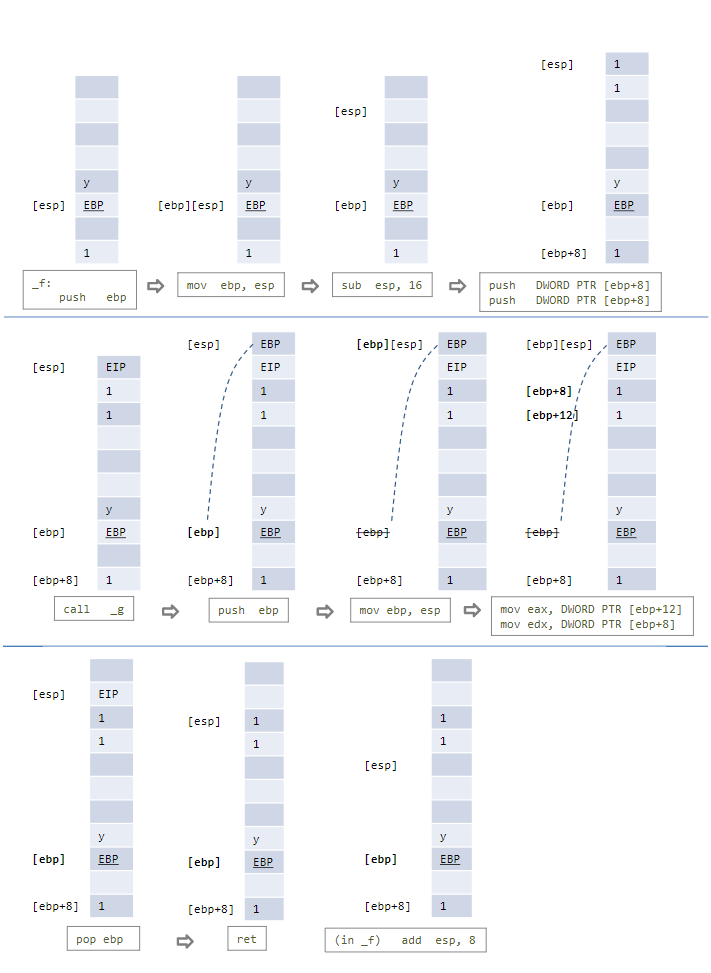 [esp] 1
1
[esp]
y y y y
[esp] EBP [ebp][esp] EBP [ebp] EBP [ebp] EBP
1 1 1 [ebp+8] 1
_f:
push ebp
mov ebp, esp
sub esp, 16
push DWORD PTR [ebp+8]
push DWORD PTR [ebp+8]
[esp] EBP [ebp][esp] EBP [ebp][esp] EBP
[esp] EIP EIP EIP EIP
1 1 1 [ebp+8] 1
1 1 1 [ebp+12] 1
y y y y
[ebp] EBP [ebp] EBP [ebp] EBP [ebp] EBP
[ebp+8] 1 [ebp+8] 1 [ebp+8] 1 [ebp+8] 1
call _g
push ebp
mov ebp, esp
mov eax, DWORD PTR [ebp+12]
mov edx, DWORD PTR [ebp+8]
[esp] EIP
1 [esp] 1 1
1 1 1
[esp]
y y y
[ebp] EBP [ebp] EBP [ebp] EBP
[ebp+8] 1 [ebp+8] 1 [ebp+8] 1
pop ebp
ret
(in _f) add esp, 8